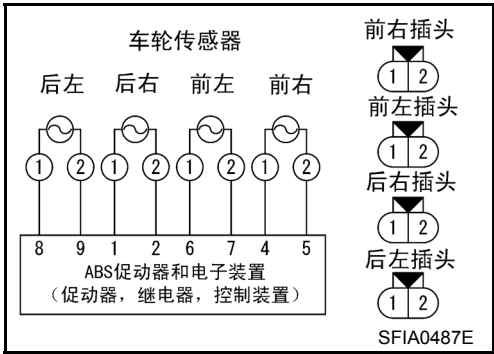 车轮传感器
后左 后右 前左 前右
1 2 1 2 1 2 1 2
8 9 1 2 6 7 4 5
ABS促动器和电子装置
（促动器，继电器，控制装置）
前右插头
1 2
前左插头
1 2
后右插头
1 2
后左插头
1 2
SFIA0487E